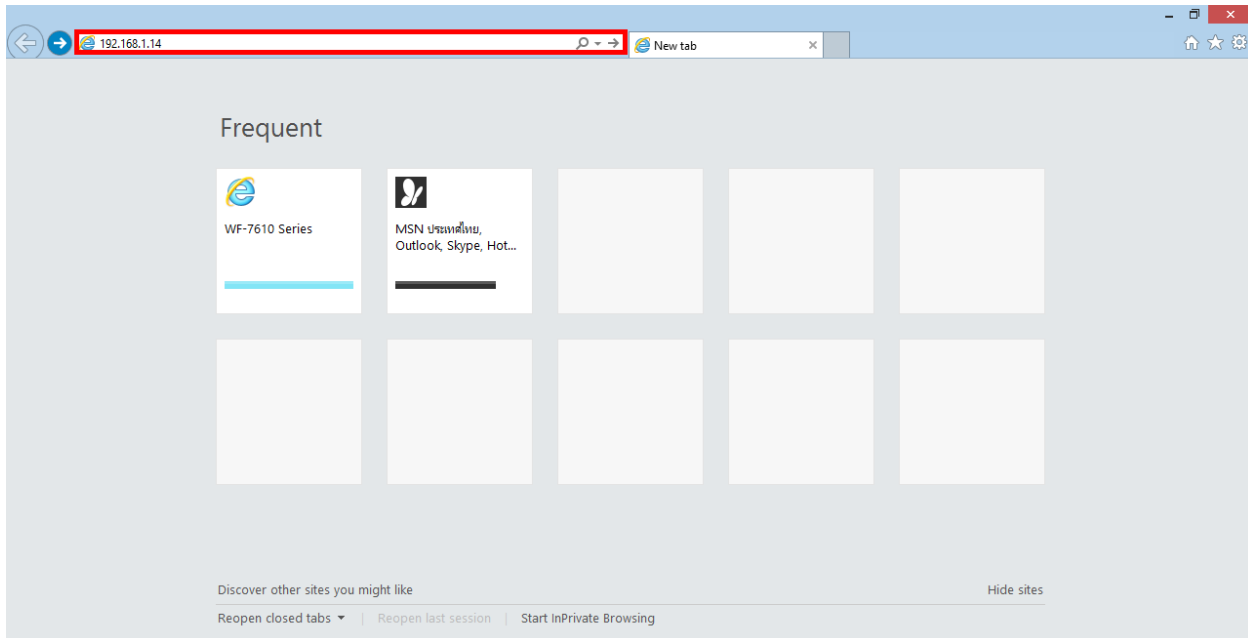 192.168.1.14
New tab
Frequent
WF-7610 Series
MSN ประเทศไทย,
Outlook, Skype, Hot...
Discover other sites you might like
Hide sites
Reopen closed tabs
Reopen last session
Start InPrivate Browsing